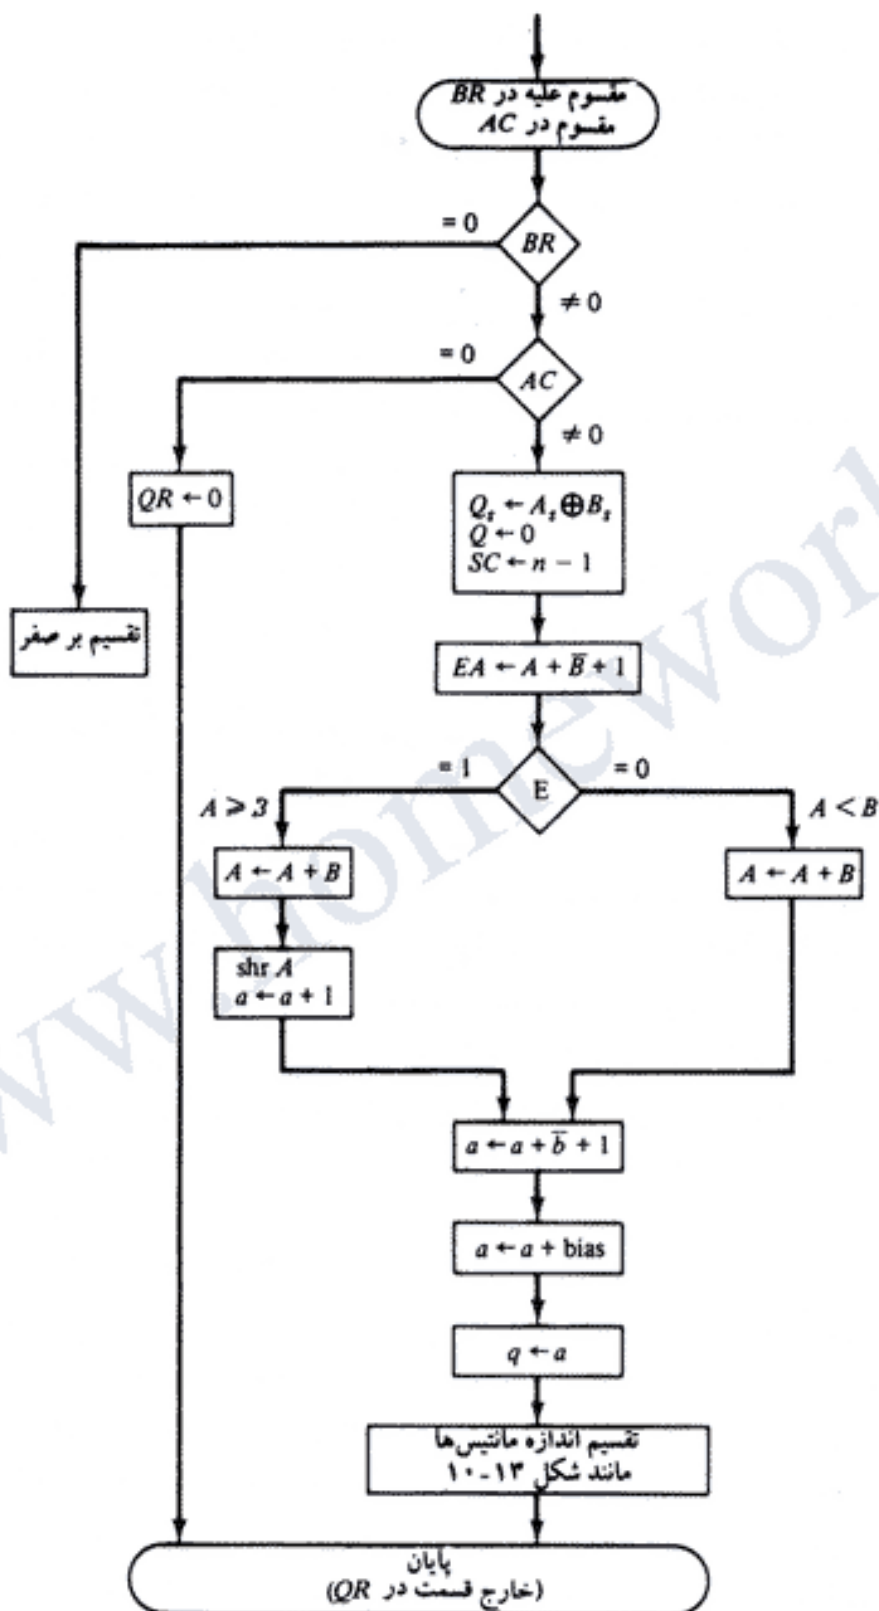 مقسوم علیه در BR
مقسوم در AC
= 0
BR
≠ 0
= 0
AC
≠ 0
QR ← 0
Qs ← As ⊕ Bs
Q ← 0
SC ← n − 1
تقسیم بر صفر
EA ← A + B̅ + 1
= 1
E
= 0
A ≥ 3
A < B
A ← A + B
A ← A + B
shr A
a ← a + 1
a ← a + b̅ + 1
a ← a + bias
q ← a
تقسیم اندازه مانتیس‌ها
مانند شکل ۱۳-۱۰
پایان
(خارج قسمت در QR)
www.homework